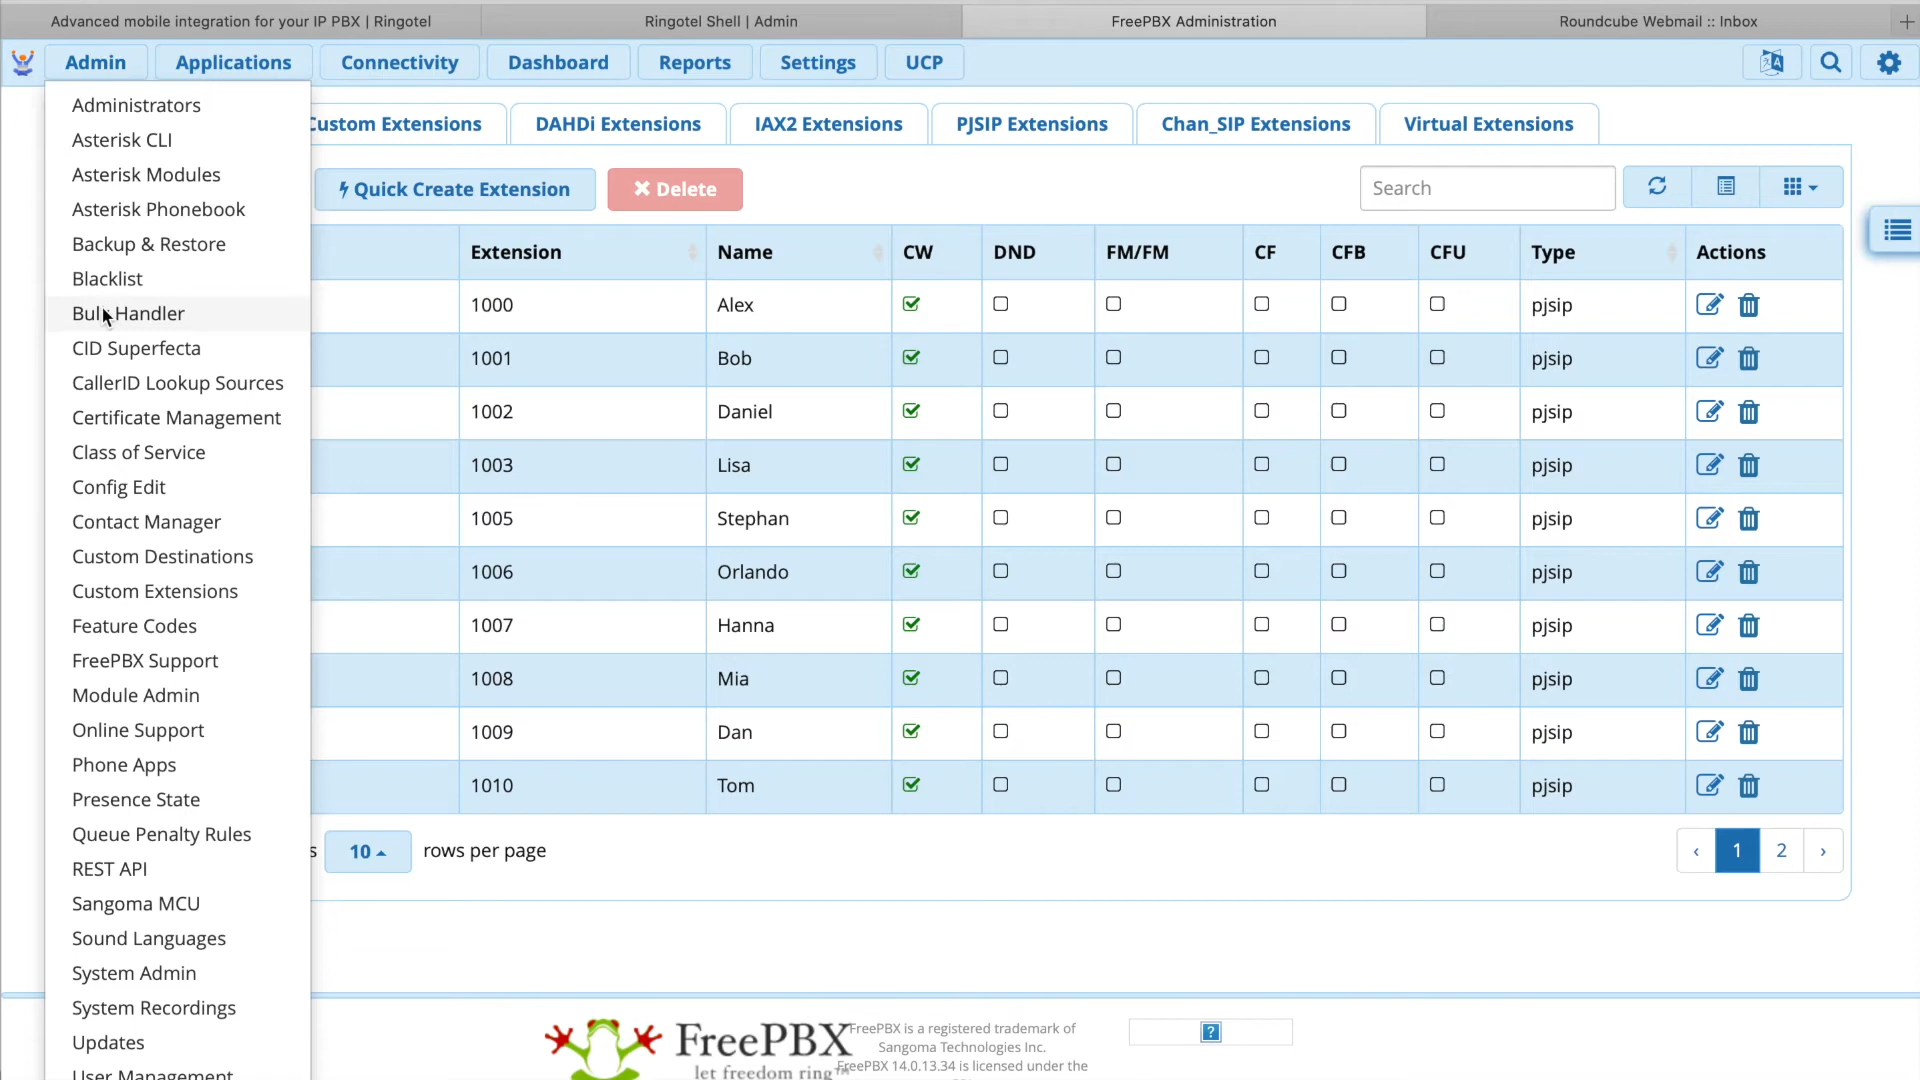 Advanced mobile integration for your IP PBX | Ringotel
Ringotel Shell | Admin
FreePBX Administration
Roundcube Webmail :: Inbox
Admin
Applications
Connectivity
Dashboard
Reports
Settings
UCP
Administrators
Asterisk CLI
Asterisk Modules
Asterisk Phonebook
Backup & Restore
Blacklist
Bulk Handler
CID Superfecta
CallerID Lookup Sources
Certificate Management
Class of Service
Config Edit
Contact Manager
Custom Destinations
Custom Extensions
Feature Codes
FreePBX Support
Module Admin
Online Support
Phone Apps
Presence State
Queue Penalty Rules
REST API
Sangoma MCU
Sound Languages
System Admin
System Recordings
Updates
User Management
Custom Extensions
DAHDi Extensions
IAX2 Extensions
PJSIP Extensions
Chan_SIP Extensions
Virtual Extensions
Quick Create Extension
Delete
Search
Extension Name CW DND FM/FM CF CFB CFU Type Actions
1000 Alex pjsip
1001 Bob pjsip
1002 Daniel pjsip
1003 Lisa pjsip
1005 Stephan pjsip
1006 Orlando pjsip
1007 Hanna pjsip
1008 Mia pjsip
1009 Dan pjsip
1010 Tom pjsip
s 10 rows per page
‹ 1 2 ›
FreePBX
let freedom ring™
FreePBX is a registered trademark of
Sangoma Technologies Inc.
FreePBX 14.0.13.34 is licensed under the
?